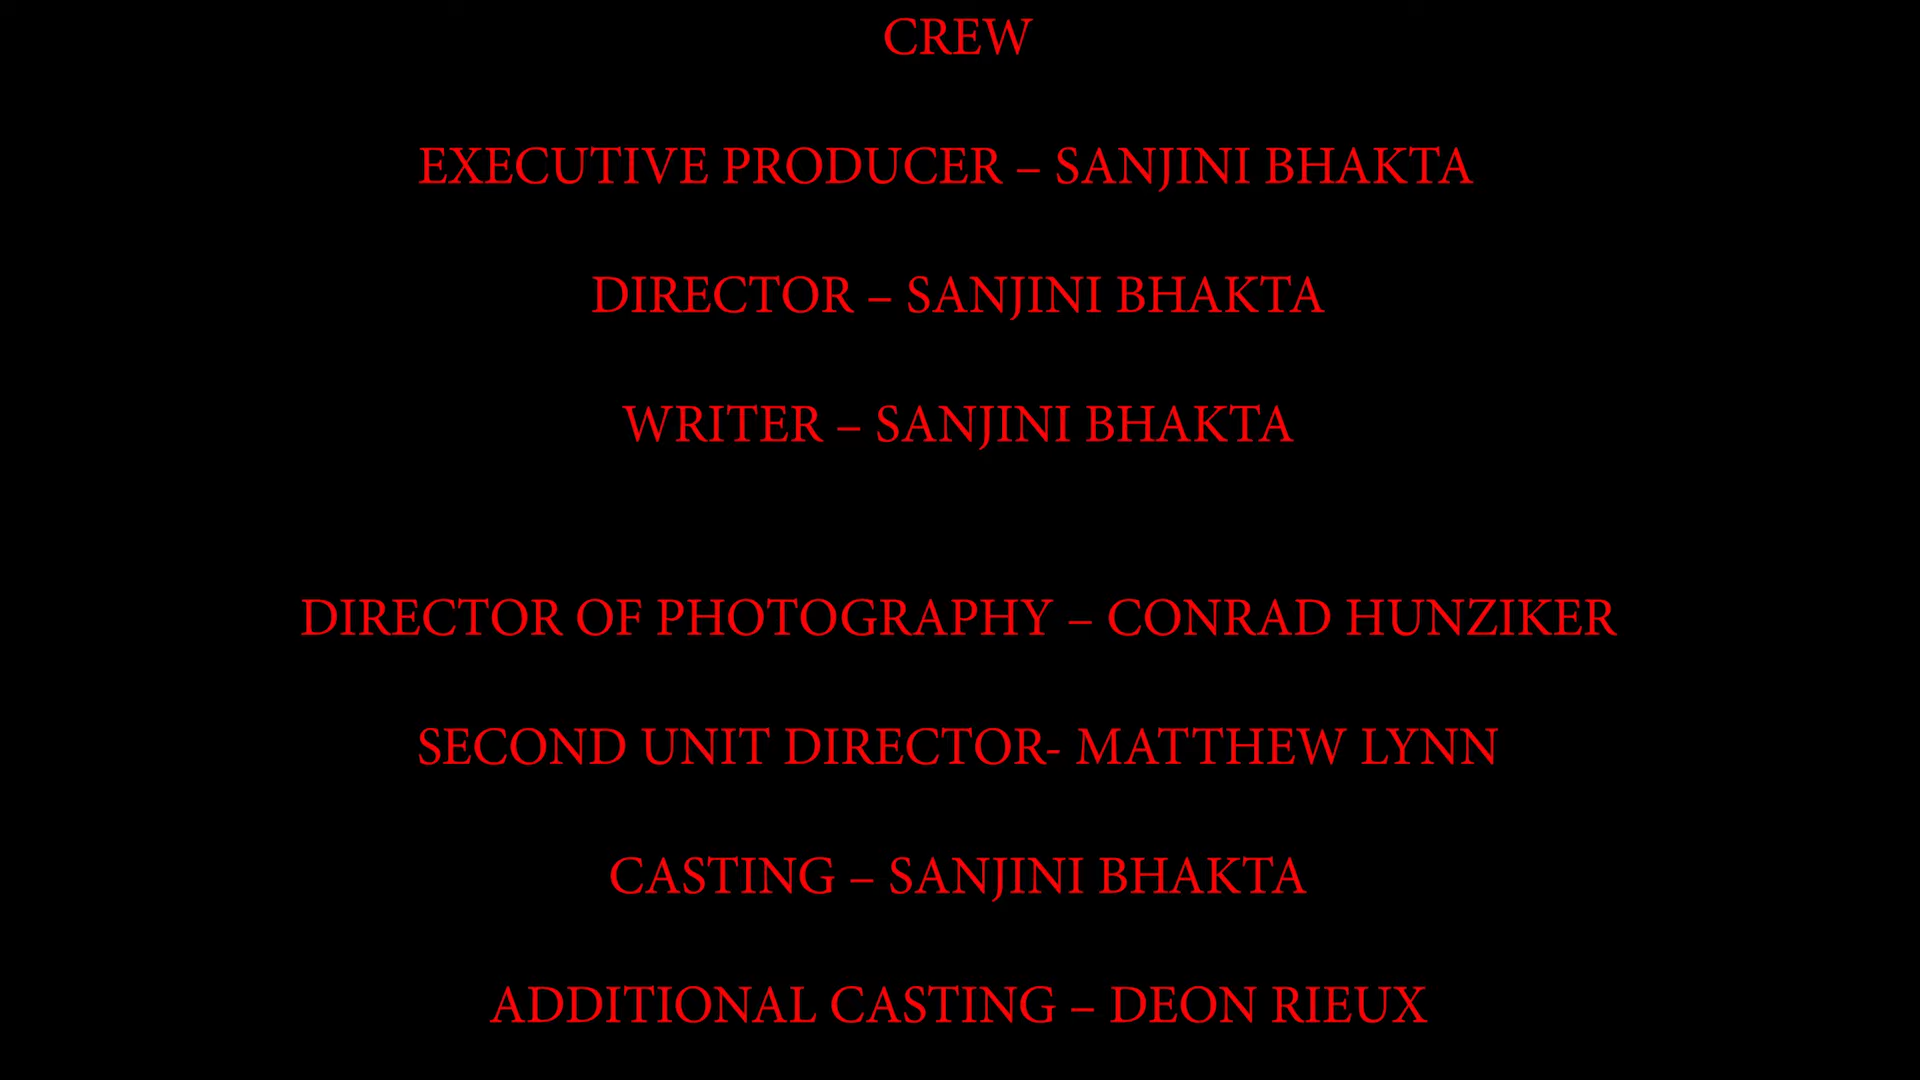 CREW
EXECUTIVE PRODUCER – SANJINI BHAKTA
DIRECTOR – SANJINI BHAKTA
WRITER – SANJINI BHAKTA
DIRECTOR OF PHOTOGRAPHY – CONRAD HUNZIKER
SECOND UNIT DIRECTOR- MATTHEW LYNN
CASTING – SANJINI BHAKTA
ADDITIONAL CASTING – DEON RIEUX